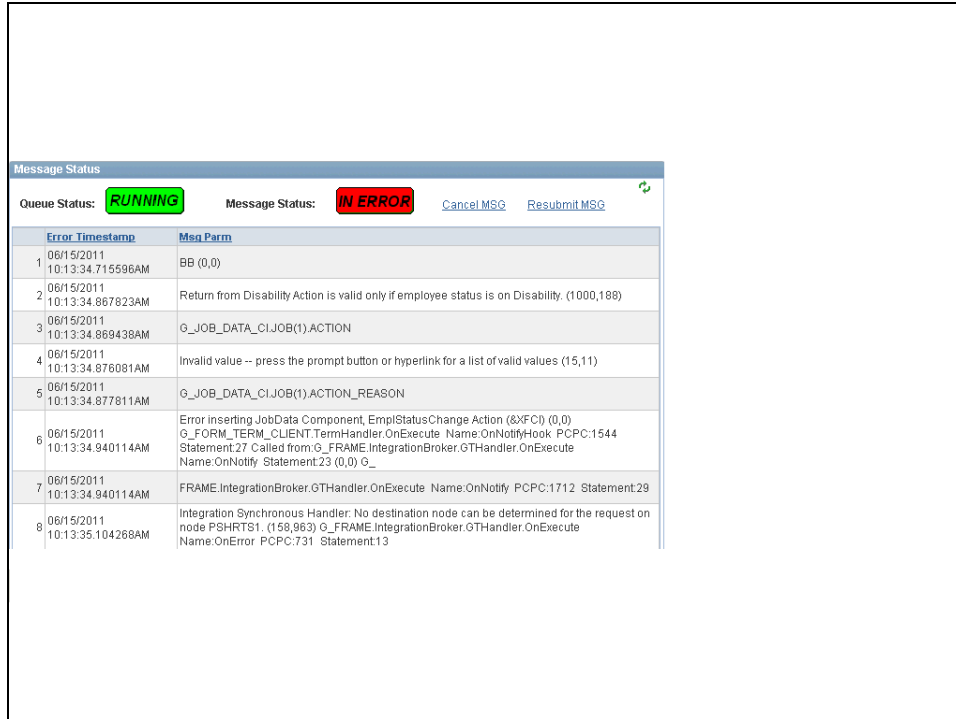 Message Status
Queue Status: RUNNING Message Status: IN ERROR Cancel MSG Resubmit MSG
Error Timestamp Msg Parm
1 06/15/2011 10:13:34.715596AM BB (0,0)
2 06/15/2011 10:13:34.867823AM Return from Disability Action is valid only if employee status is on Disability. (1000,188)
3 06/15/2011 10:13:34.869438AM G_JOB_DATA_CI.JOB(1).ACTION
4 06/15/2011 10:13:34.876081AM Invalid value -- press the prompt button or hyperlink for a list of valid values (15,11)
5 06/15/2011 10:13:34.877811AM G_JOB_DATA_CI.JOB(1).ACTION_REASON
6 06/15/2011 10:13:34.940114AM Error inserting JobData Component, EmplStatusChange Action (&XFCI) (0,0)
G_FORM_TERM_CLIENT.TermHandler.OnExecute Name:OnNotifyHook PCPC:1544
Statement:27 Called from:G_FRAME.IntegrationBroker.GTHandler.OnExecute
Name:OnNotify Statement:23 (0,0) G_
7 06/15/2011 10:13:34.940114AM FRAME.IntegrationBroker.GTHandler.OnExecute Name:OnNotify PCPC:1712 Statement:29
8 06/15/2011 10:13:35.104268AM Integration Synchronous Handler: No destination node can be determined for the request on
node PSHRTS1. (158,963) G_FRAME.IntegrationBroker.GTHandler.OnExecute
Name:OnError PCPC:731 Statement:13